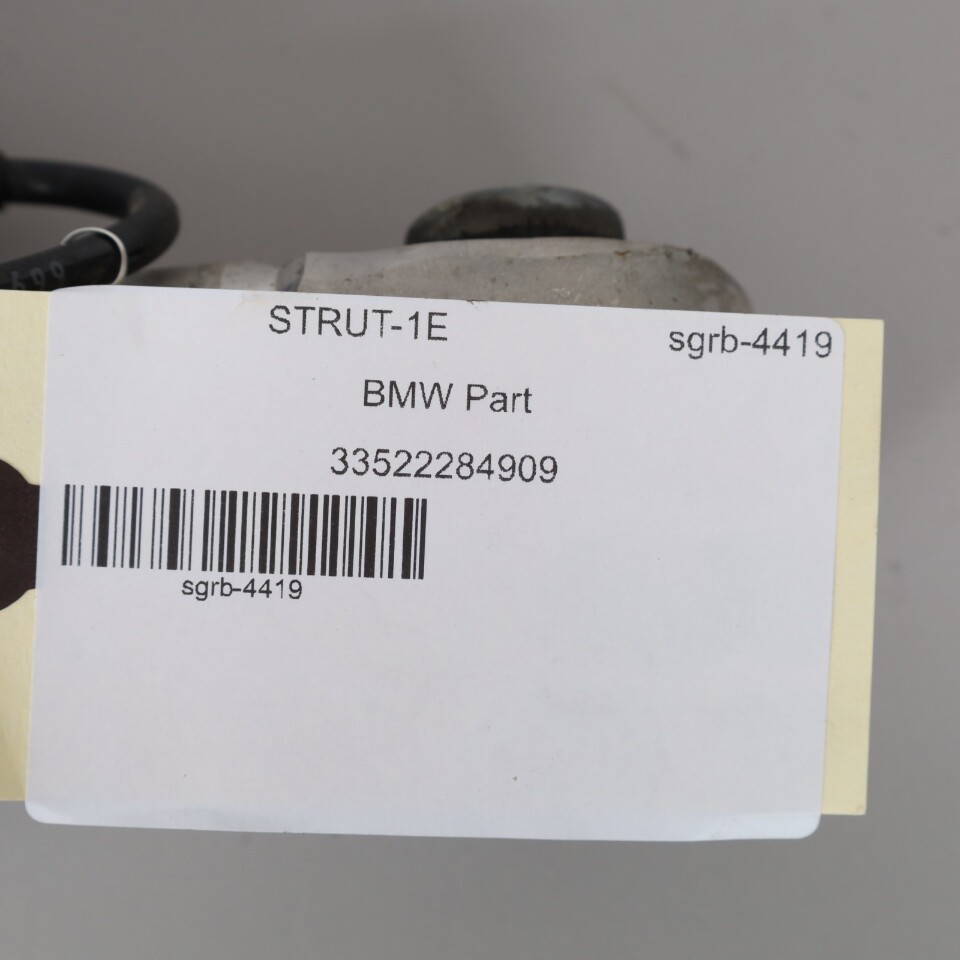 STRUT-1E sgrb-4419
BMW Part
33522284909
sgrb-4419